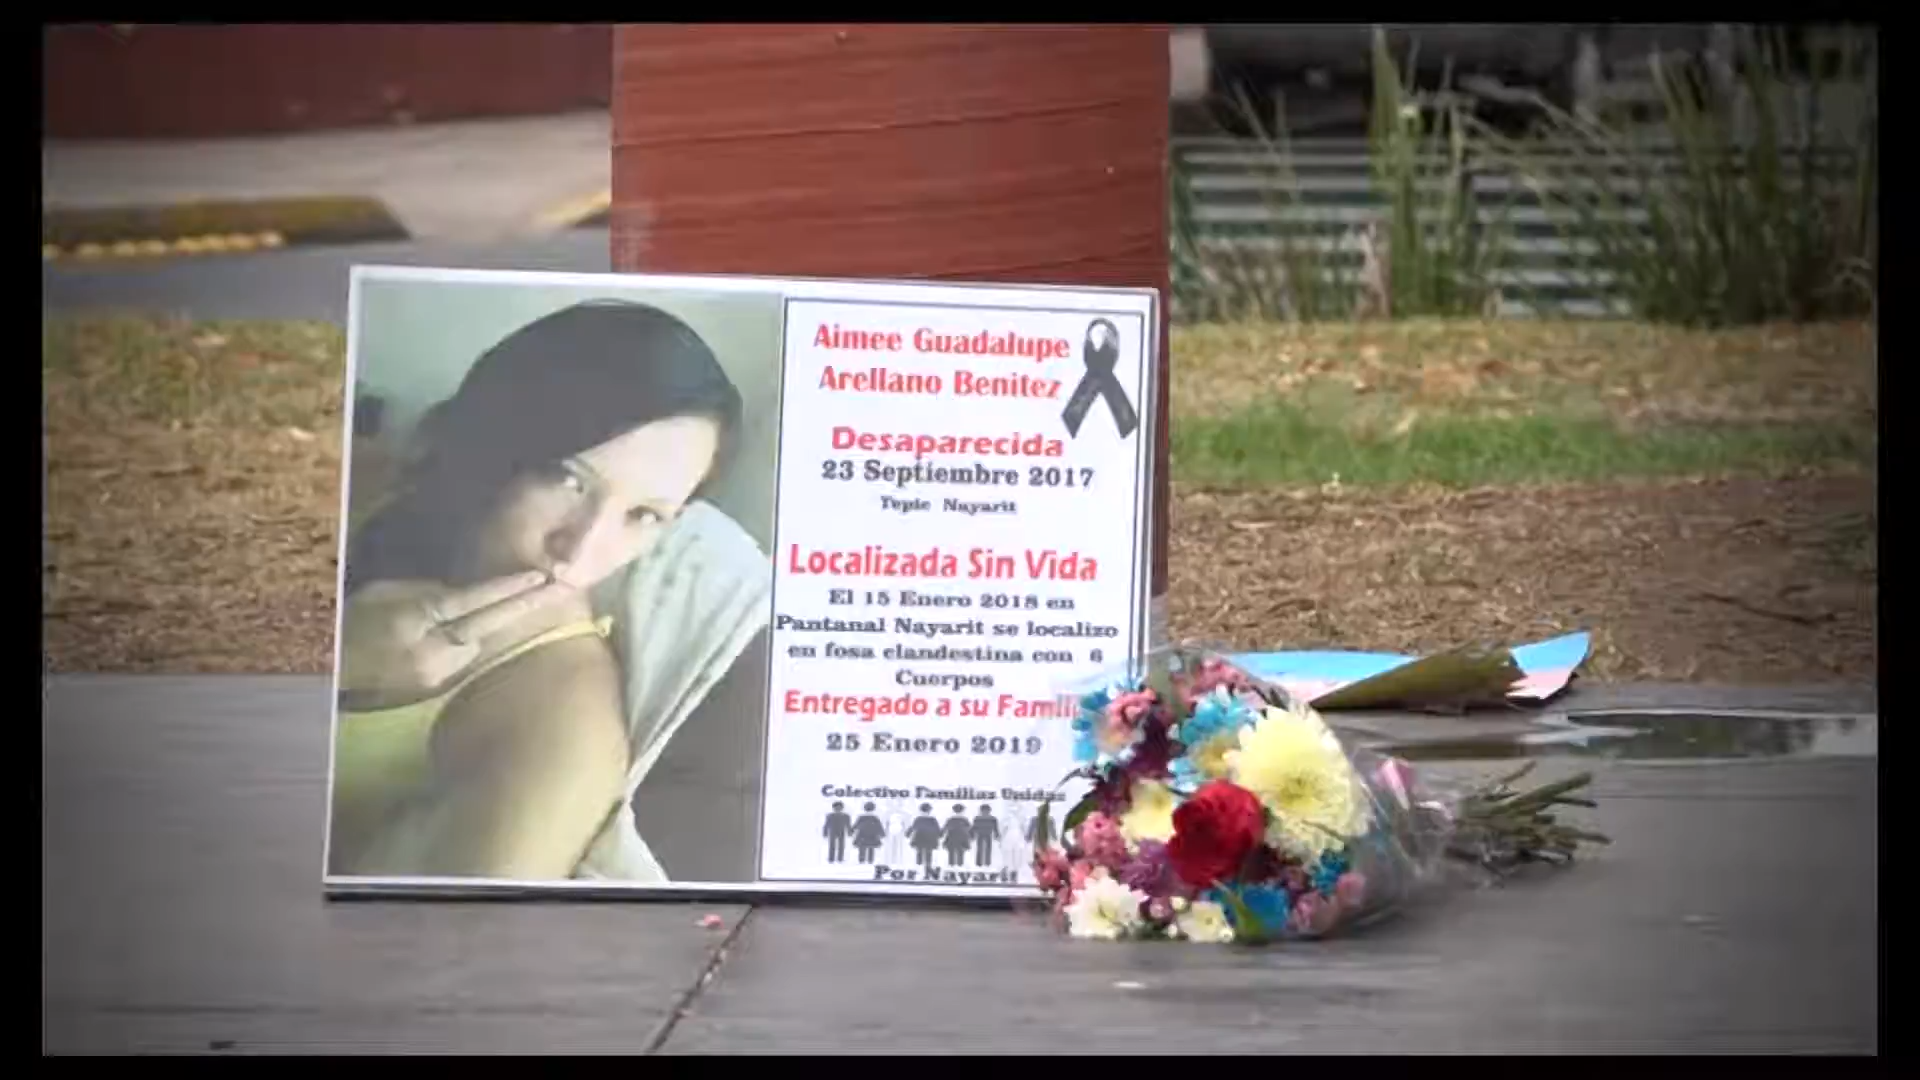 Aimee Guadalupe
Arellano Benitez
Desaparecida
23 Septiembre 2017
Tepic Nayarit
Localizada Sin Vida
El 15 Enero 2018 en
Pantanal Nayarit se localizo
en fosa clandestina con 6
Cuerpos
Entregado a su Famili
25 Enero 2019
Colectivo Familias Unidas
Por Nayarit